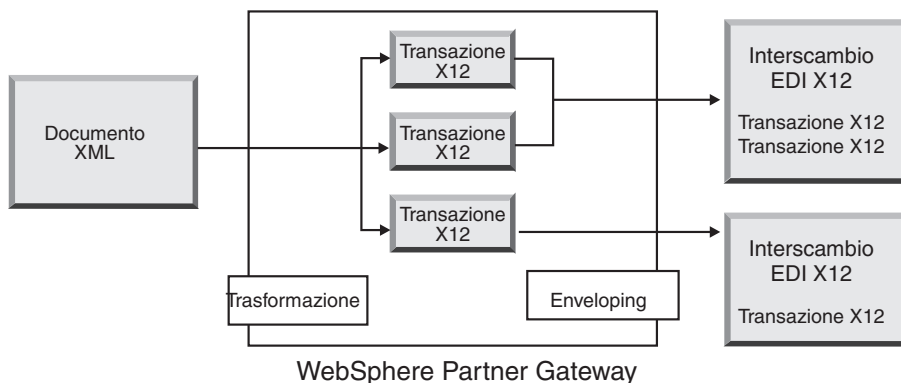 Documento
XML
Transazione
X12
Transazione
X12
Transazione
X12
Trasformazione
Enveloping
Interscambio
EDI X12
Transazione X12
Transazione X12
Interscambio
EDI X12
Transazione X12
WebSphere Partner Gateway